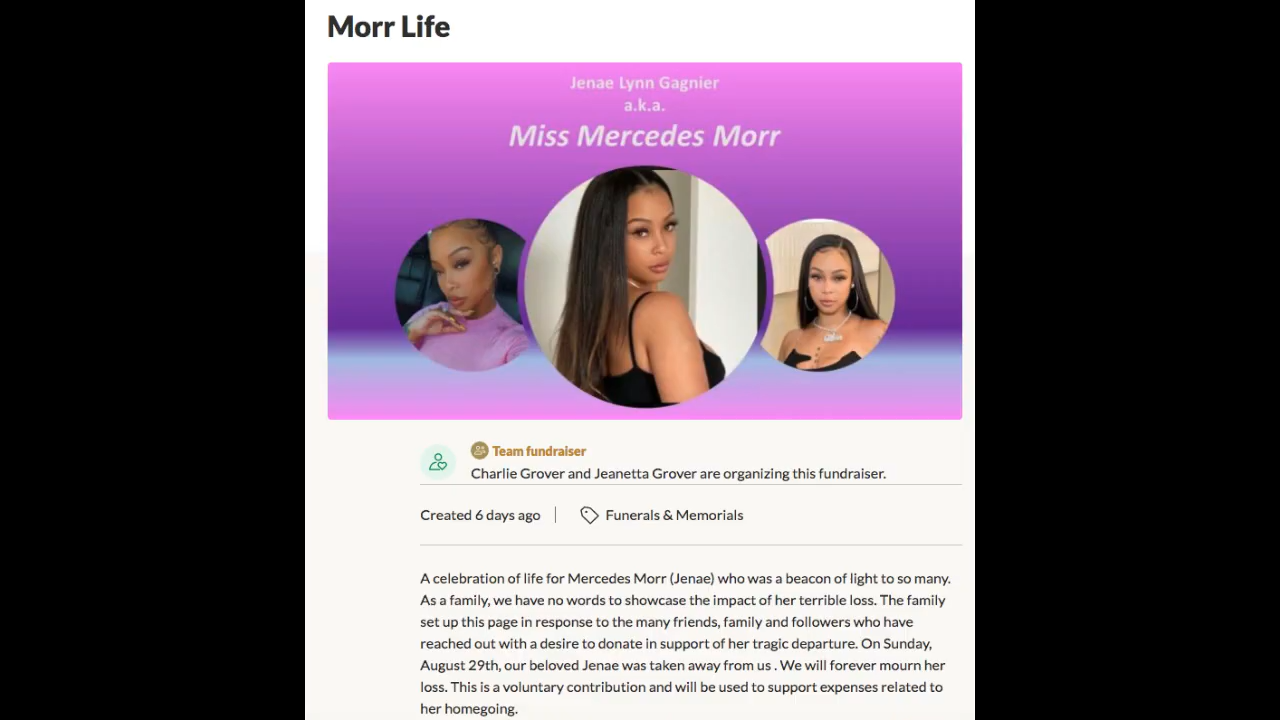 Morr Life
Jenae Lynn Gagnier
a.k.a.
Miss Mercedes Morr
Team fundraiser
Charlie Grover and Jeanetta Grover are organizing this fundraiser.
Created 6 days ago
Funerals & Memorials
A celebration of life for Mercedes Morr (Jenae) who was a beacon of light to so many.
As a family, we have no words to showcase the impact of her terrible loss. The family
set up this page in response to the many friends, family and followers who have
reached out with a desire to donate in support of her tragic departure. On Sunday,
August 29th, our beloved Jenae was taken away from us . We will forever mourn her
loss. This is a voluntary contribution and will be used to support expenses related to
her homegoing.